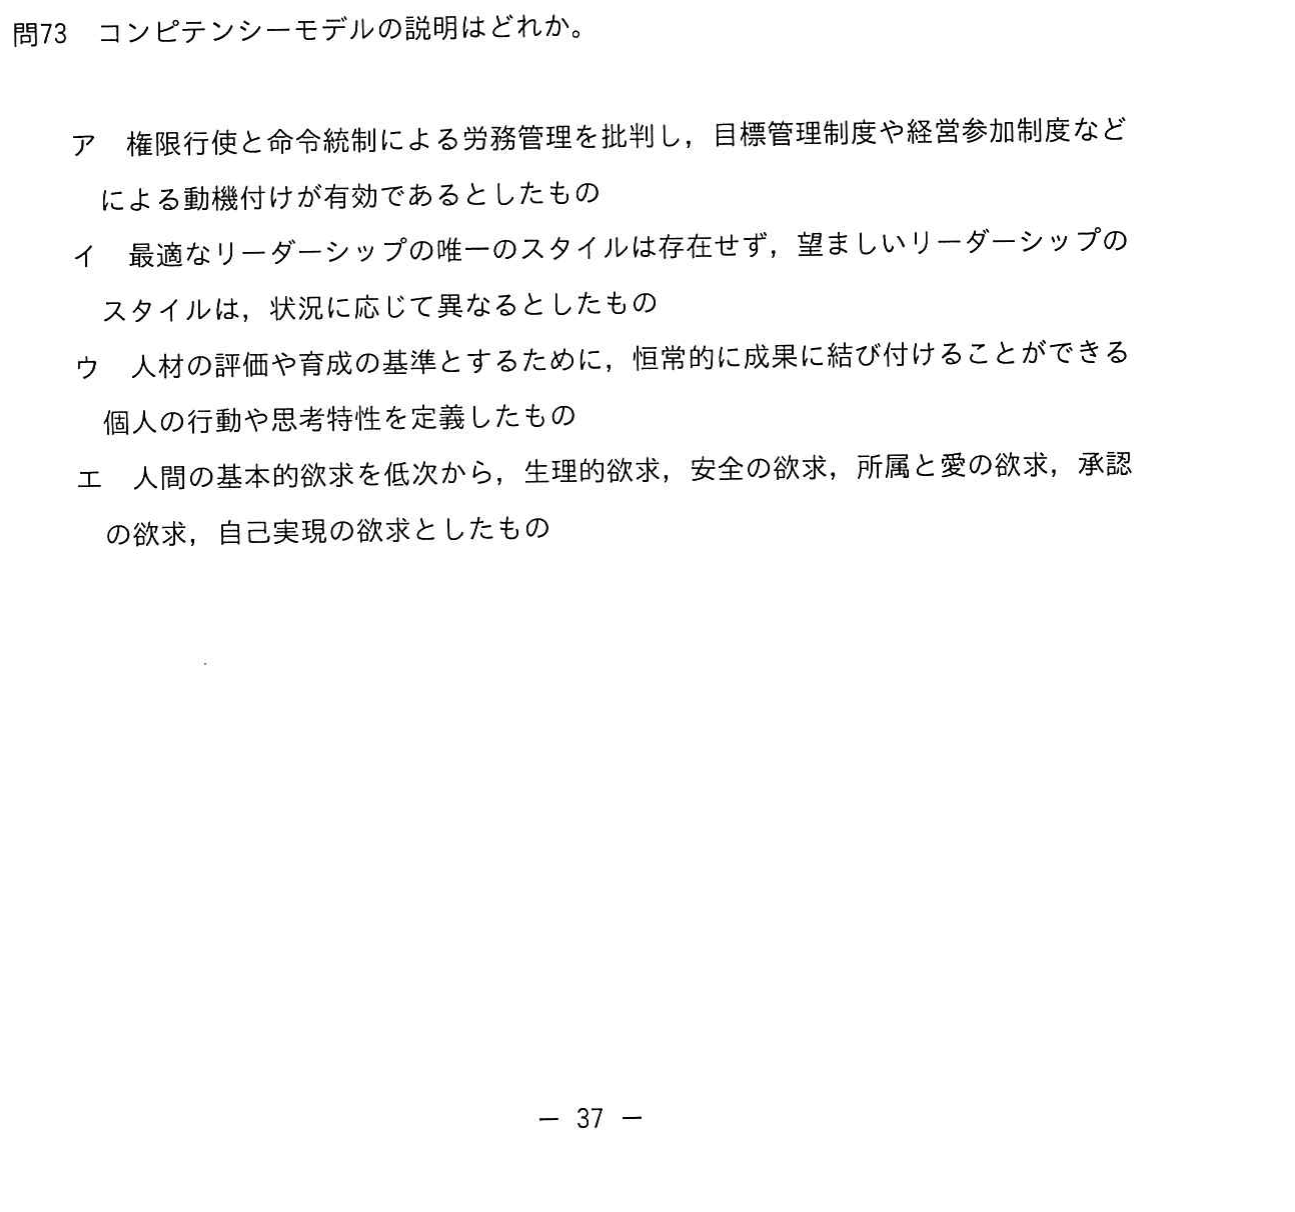 問73　コンピテンシーモデルの説明はどれか。
ア　権限行使と命令統制による労務管理を批判し，目標管理制度や経営参加制度など
による動機付けが有効であるとしたもの
イ　最適なリーダーシップの唯一のスタイルは存在せず，望ましいリーダーシップの
スタイルは，状況に応じて異なるとしたもの
ウ　人材の評価や育成の基準とするために，恒常的に成果に結び付けることができる
個人の行動や思考特性を定義したもの
エ　人間の基本的欲求を低次から，生理的欲求，安全の欲求，所属と愛の欲求，承認
の欲求，自己実現の欲求としたもの
― 37 ―